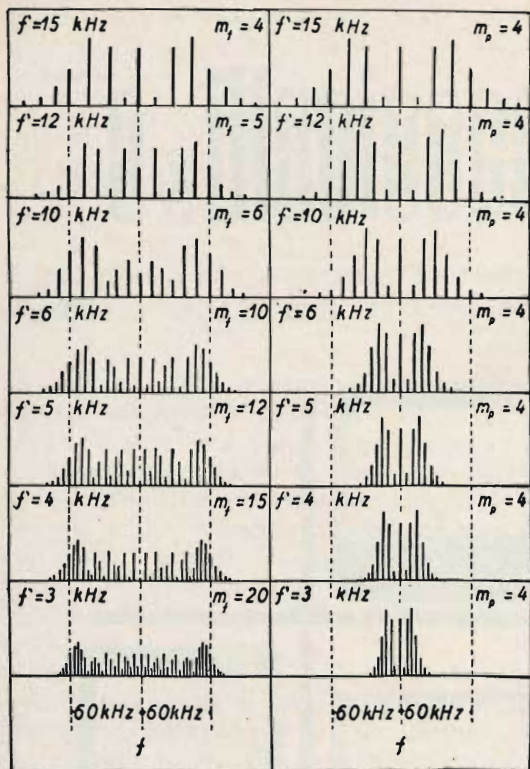 f'=15 kHz m_f=4 f'=15 kHz m_p=4
f'=12 kHz m_f=5 f'=12 kHz m_p=4
f'=10 kHz m_f=6 f'=10 kHz m_p=4
f'=6 kHz m_f=10 f'=6 kHz m_p=4
f'=5 kHz m_f=12 f'=5 kHz m_p=4
f'=4 kHz m_f=15 f'=4 kHz m_p=4
f'=3 kHz m_f=20 f'=3 kHz m_p=4
60kHz 60kHz 60kHz 60kHz
f f